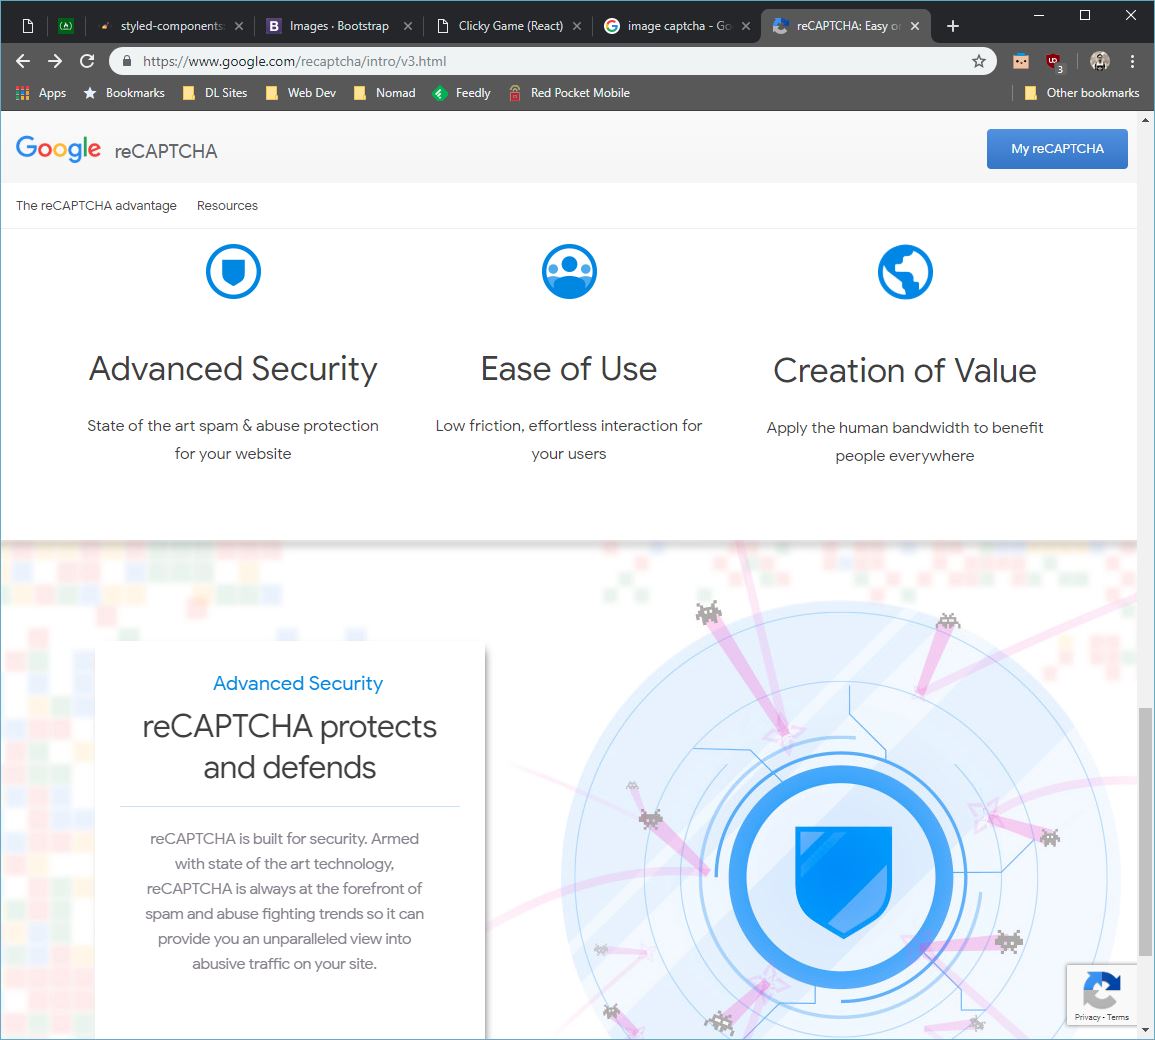 styled-components:
Images · Bootstrap
Clicky Game (React)
image captcha - Go
reCAPTCHA: Easy o
https://www.google.com/recaptcha/intro/v3.html
3
Apps
Bookmarks
DL Sites
Web Dev
Nomad
Feedly
Red Pocket Mobile
Other bookmarks
Google reCAPTCHA
My reCAPTCHA
The reCAPTCHA advantage
Resources
Advanced Security
State of the art spam & abuse protection
for your website
Ease of Use
Low friction, effortless interaction for
your users
Creation of Value
Apply the human bandwidth to benefit
people everywhere
Advanced Security
reCAPTCHA protects
and defends
reCAPTCHA is built for security. Armed
with state of the art technology,
reCAPTCHA is always at the forefront of
spam and abuse fighting trends so it can
provide you an unparalleled view into
abusive traffic on your site.
Privacy - Terms